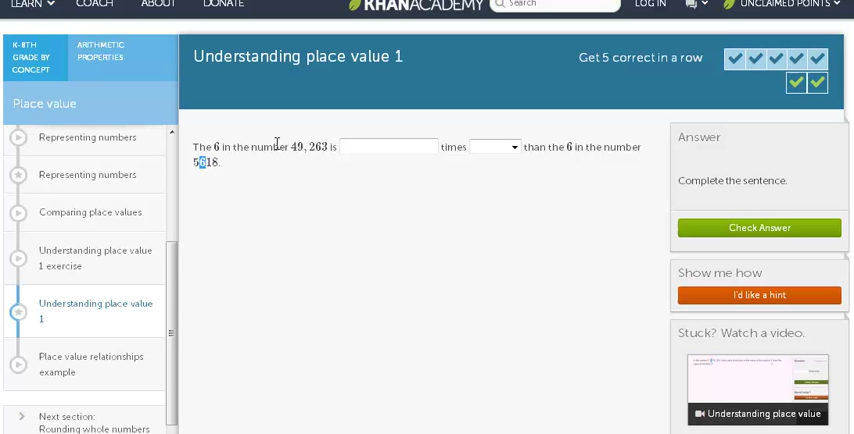 LEARN COACH ABOUT DONATE KHANACADEMY Search LOG IN UNCLAIMED POINTS
K-8TH
GRADE BY
CONCEPT
ARITHMETIC
PROPERTIES
Place value
Representing numbers
Representing numbers
Comparing place values
Understanding place value
1 exercise
Understanding place value
1
Place value relationships
example
Next section:
Rounding whole numbers
Understanding place value 1
Get 5 correct in a row
The 6 in the number 49, 263 is times than the 6 in the number
5618.
Answer
Complete the sentence.
Check Answer
Show me how
I'd like a hint
Stuck? Watch a video.
Understanding place value